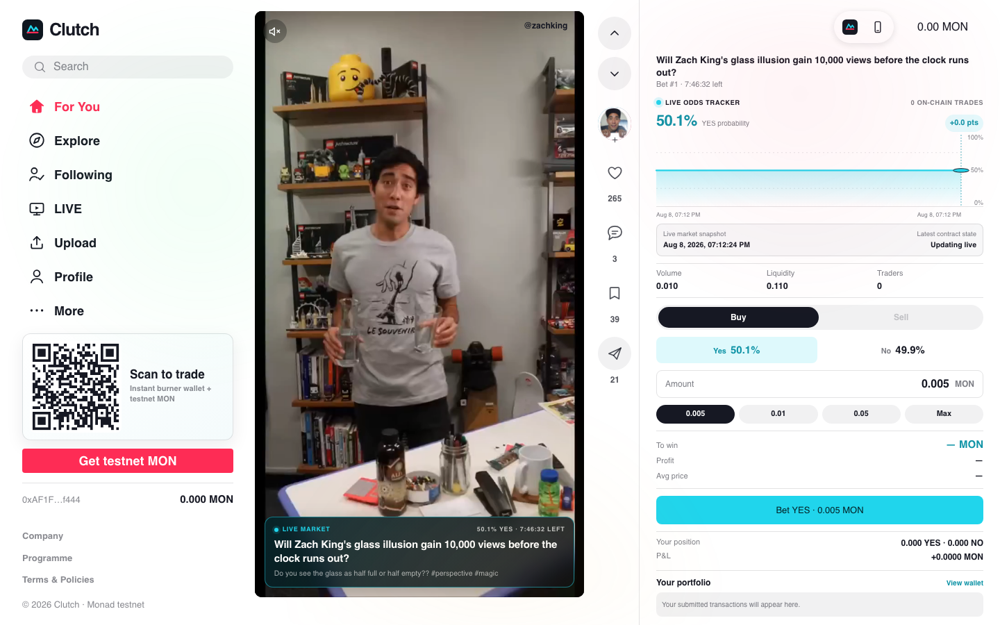 Clutch
Search
For You
Explore
Following
LIVE
Upload
Profile
More
Scan to trade
Instant burner wallet +
testnet MON
Get testnet MON
0xAF1F…f444
0.000 MON
Company
Programme
Terms & Policies
© 2026 Clutch · Monad testnet
@zachking
LE SOUVENIR
LIVE MARKET
50.1% YES · 7:46:32 LEFT
Will Zach King's glass illusion gain 10,000 views before the
clock runs out?
Do you see the glass as half full or half empty?? #perspective #magic
265
3
39
21
0.00 MON
Will Zach King's glass illusion gain 10,000 views before the clock runs
out?
Bet #1 · 7:46:32 left
LIVE ODDS TRACKER
0 ON-CHAIN TRADES
50.1% YES probability
+0.0 pts
100%
50%
0%
Aug 8, 07:12 PM
Aug 8, 07:12 PM
Live market snapshot
Latest contract state
Aug 8, 2026, 07:12:24 PM
Updating live
Volume
Liquidity
Traders
0.010
0.110
0
Buy
Sell
Yes 50.1%
No 49.9%
Amount
0.005 MON
0.005
0.01
0.05
Max
To win
— MON
Profit
—
Avg price
—
Bet YES · 0.005 MON
Your position
0.000 YES · 0.000 NO
P&L
+0.0000 MON
Your portfolio
View wallet
Your submitted transactions will appear here.